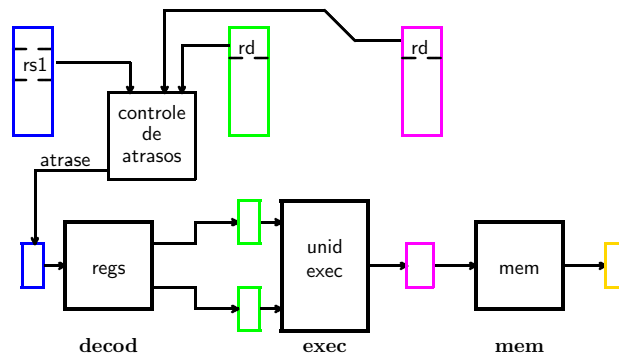 rs1
rd
rd
controle
de
atrasos
atrase
regs
unid
exec
mem
decod
exec
mem